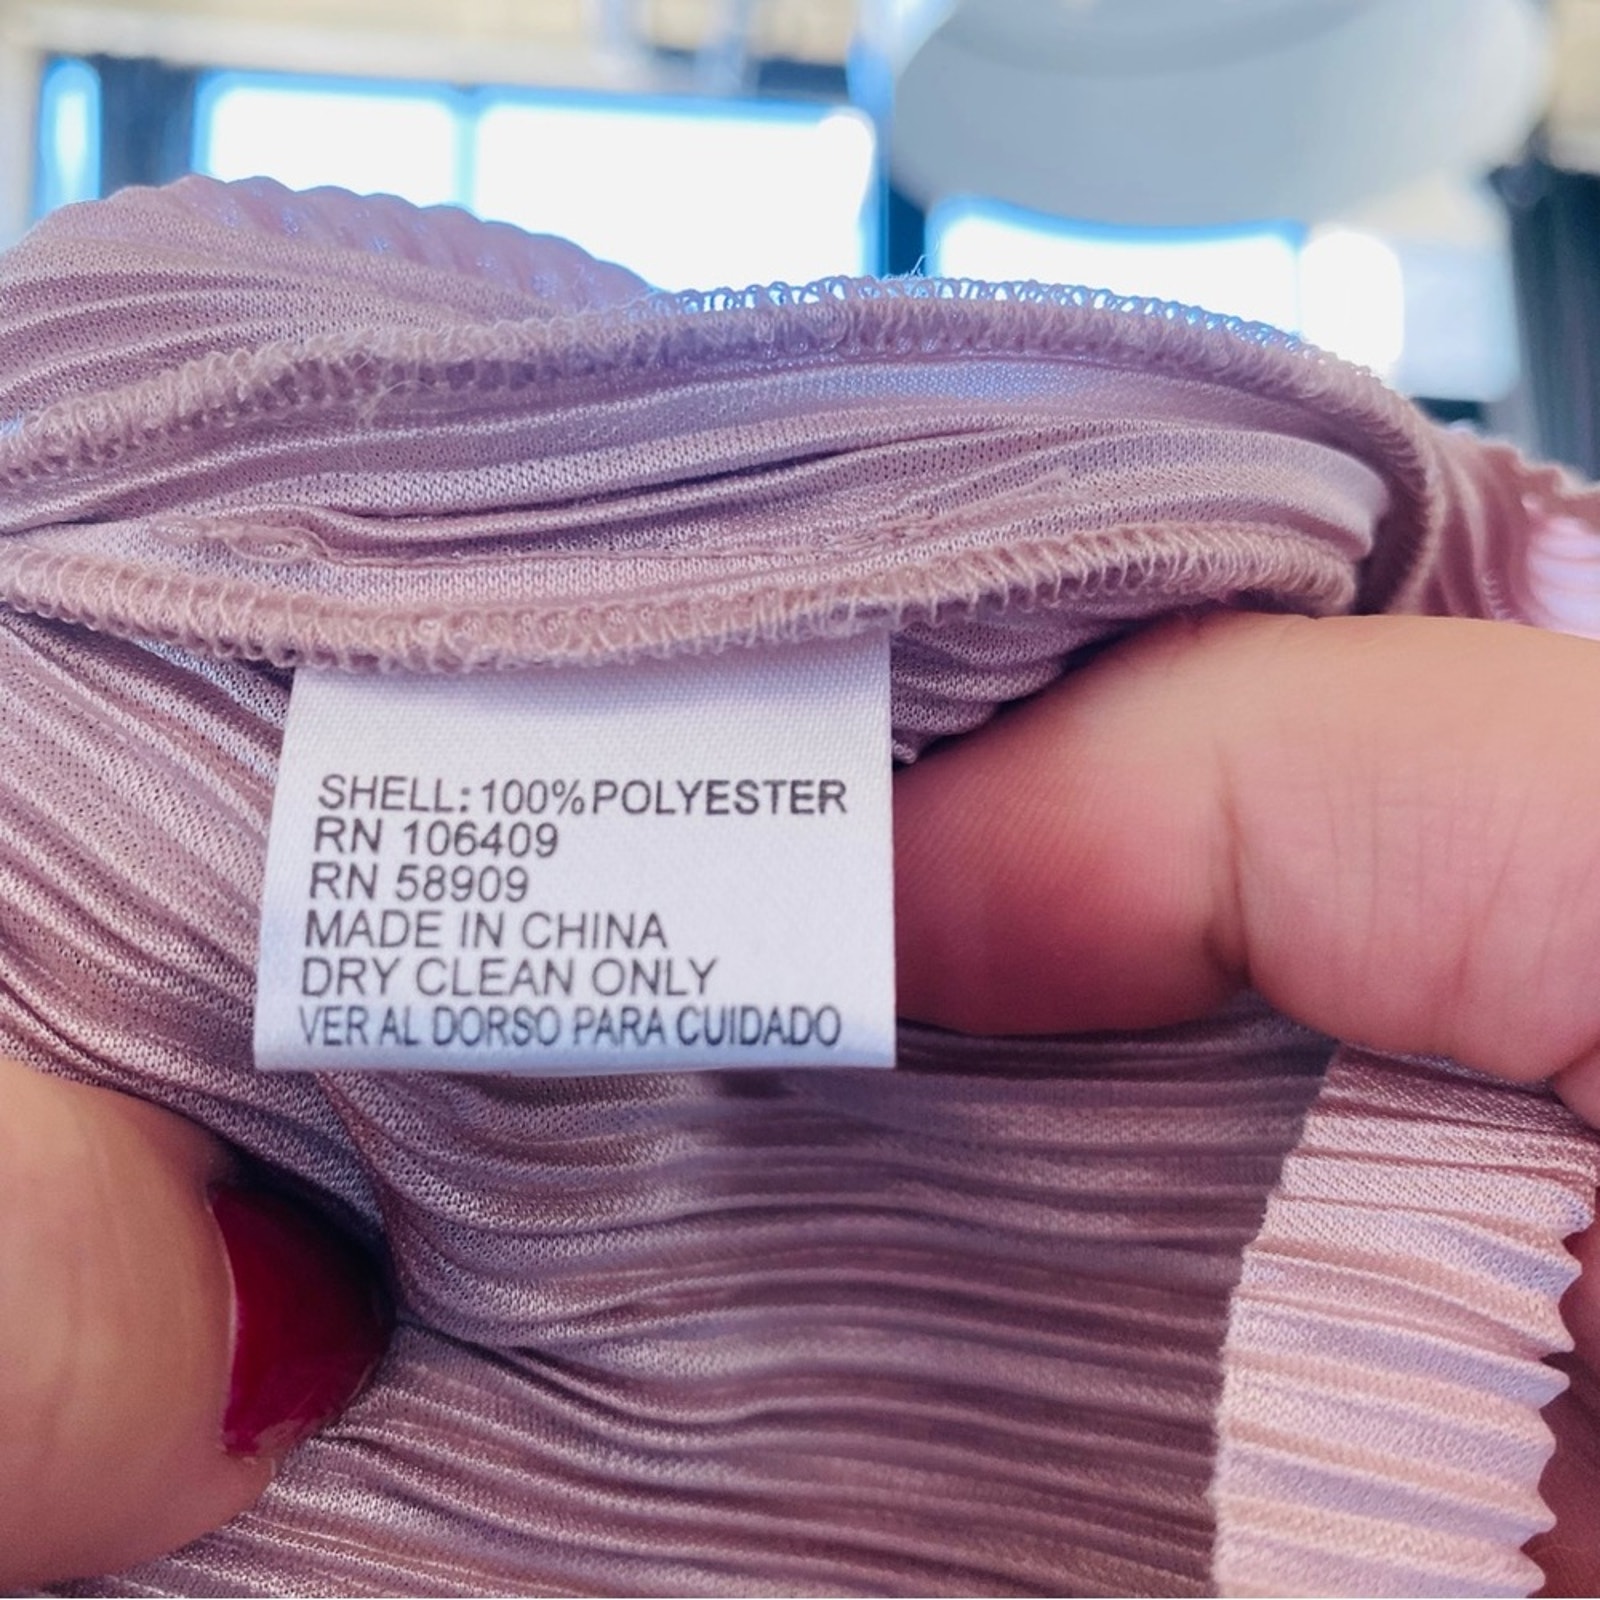 SHELL: 100% POLYESTER
RN 106409
RN 58909
MADE IN CHINA
DRY CLEAN ONLY
VER AL DORSO PARA CUIDADO